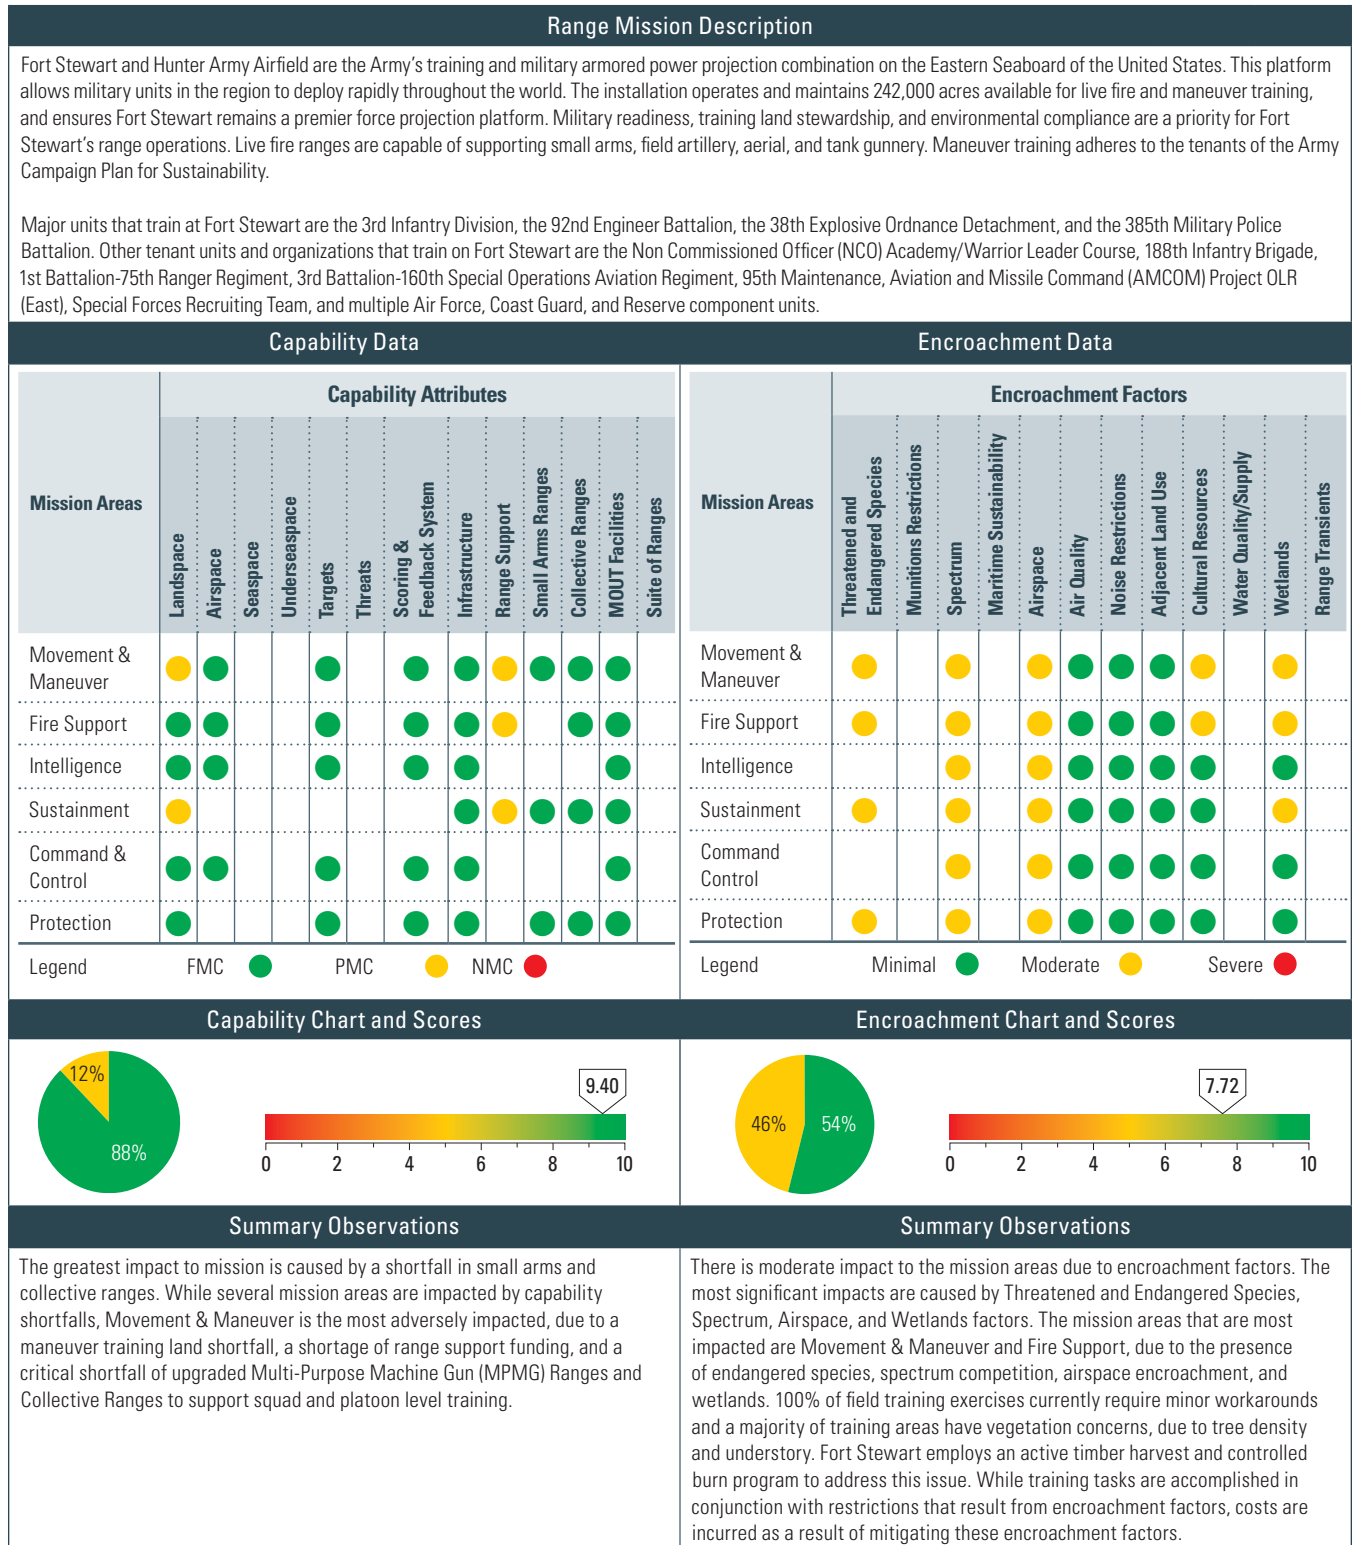 Range Mission Description
Fort Stewart and Hunter Army Airfield are the Army's training and military armored power projection combination on the Eastern Seaboard of the United States. This platform
allows military units in the region to deploy rapidly throughout the world. The installation operates and maintains 242,000 acres available for live fire and maneuver training,
and ensures Fort Stewart remains a premier force projection platform. Military readiness, training land stewardship, and environmental compliance are a priority for Fort
Stewart's range operations. Live fire ranges are capable of supporting small arms, field artillery, aerial, and tank gunnery. Maneuver training adheres to the tenants of the Army
Campaign Plan for Sustainability.
Major units that train at Fort Stewart are the 3rd Infantry Division, the 92nd Engineer Battalion, the 38th Explosive Ordnance Detachment, and the 385th Military Police
Battalion. Other tenant units and organizations that train on Fort Stewart are the Non Commissioned Officer (NCO) Academy/Warrior Leader Course, 188th Infantry Brigade,
1st Battalion-75th Ranger Regiment, 3rd Battalion-160th Special Operations Aviation Regiment, 95th Maintenance, Aviation and Missile Command (AMCOM) Project OLR
(East), Special Forces Recruiting Team, and multiple Air Force, Coast Guard, and Reserve component units.
Capability Data
Mission Areas
Capability Attributes
Landspace
Airspace
Seaspace
Underseaspace
Targets
Threats
Scoring &
Feedback System
Infrastructure
Range Support
Small Arms Ranges
Collective Ranges
MOUT Facilities
Suite of Ranges
Movement &
Maneuver
Fire Support
Intelligence
Sustainment
Command &
Control
Protection
Legend FMC PMC NMC
Encroachment Data
Mission Areas
Encroachment Factors
Threatened and
Endangered Species
Munitions Restrictions
Spectrum
Maritime Sustainability
Airspace
Air Quality
Noise Restrictions
Adjacent Land Use
Cultural Resources
Water Quality/Supply
Wetlands
Range Transients
Movement &
Maneuver
Fire Support
Intelligence
Sustainment
Command
Control
Protection
Legend Minimal Moderate Severe
Capability Chart and Scores
12%
88%
9.40
0 2 4 6 8 10
Encroachment Chart and Scores
46% 54%
7.72
0 2 4 6 8 10
Summary Observations
The greatest impact to mission is caused by a shortfall in small arms and
collective ranges. While several mission areas are impacted by capability
shortfalls, Movement & Maneuver is the most adversely impacted, due to a
maneuver training land shortfall, a shortage of range support funding, and a
critical shortfall of upgraded Multi-Purpose Machine Gun (MPMG) Ranges and
Collective Ranges to support squad and platoon level training.
Summary Observations
There is moderate impact to the mission areas due to encroachment factors. The
most significant impacts are caused by Threatened and Endangered Species,
Spectrum, Airspace, and Wetlands factors. The mission areas that are most
impacted are Movement & Maneuver and Fire Support, due to the presence
of endangered species, spectrum competition, airspace encroachment, and
wetlands. 100% of field training exercises currently require minor workarounds
and a majority of training areas have vegetation concerns, due to tree density
and understory. Fort Stewart employs an active timber harvest and controlled
burn program to address this issue. While training tasks are accomplished in
conjunction with restrictions that result from encroachment factors, costs are
incurred as a result of mitigating these encroachment factors.